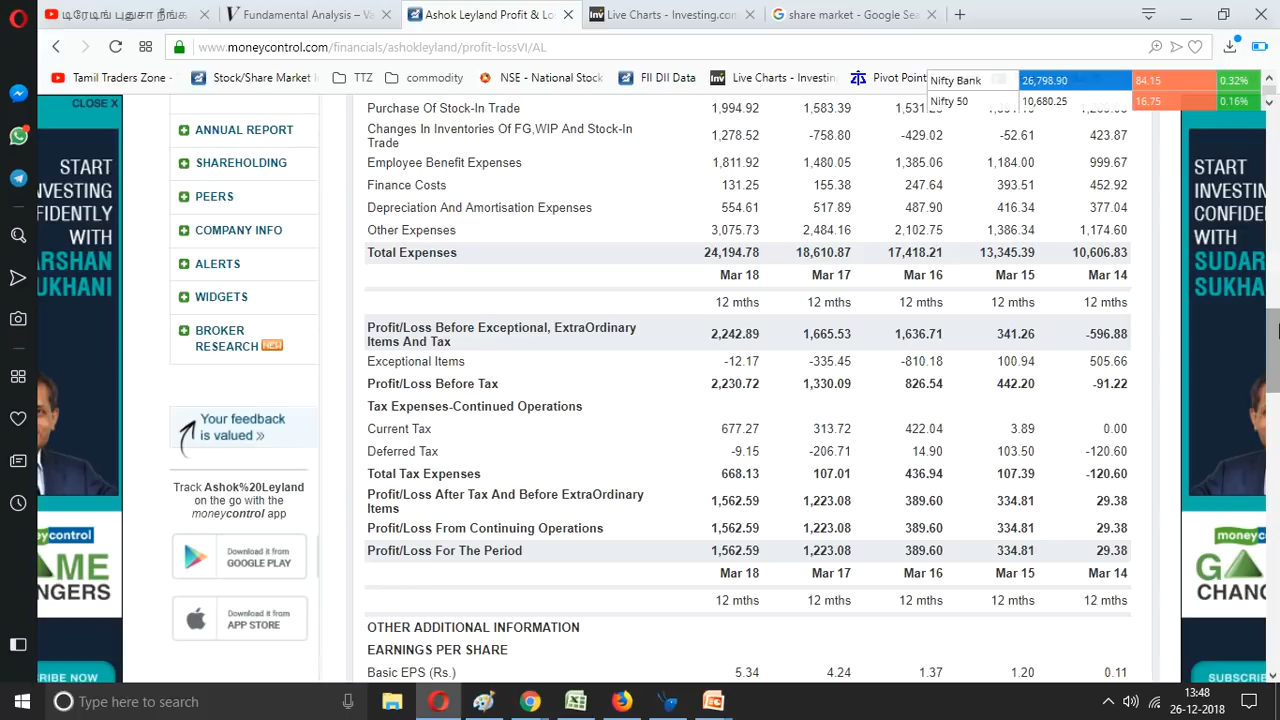 டிரேடிங் புதுசா நீங்க
Fundamental Analysis – V
Ashok Leyland Profit & Lo
Live Charts - Investing.com
share market - Google Sea
www.moneycontrol.com/financials/ashokleyland/profit-lossVI/AL
Tamil Traders Zone -
Stock/Share Market I
TTZ
commodity
NSE - National Stock
FII DII Data
Live Charts - Investin
Pivot Point
Nifty Bank 26,798.90 84.15 0.32%
Nifty 50 10,680.25 16.75 0.16%
CLOSE X
START
INVESTING
FIDENTLY
WITH
ARSHAN
UKHANI
ycontrol
ME
NGERS
RIBE NOW
ANNUAL REPORT
SHAREHOLDING
PEERS
COMPANY INFO
ALERTS
WIDGETS
BROKER
RESEARCH NEW
Your feedback
is valued »
Track Ashok%20Leyland
on the go with the
moneycontrol app
Download it from
GOOGLE PLAY
Download it from
APP STORE
Purchase Of Stock-In Trade 1,994.92 1,583.39
Changes In Inventories Of FG,WIP And Stock-In
Trade 1,278.52 -758.80 -429.02 -52.61 423.87
Employee Benefit Expenses 1,811.92 1,480.05 1,385.06 1,184.00 999.67
Finance Costs 131.25 155.38 247.64 393.51 452.92
Depreciation And Amortisation Expenses 554.61 517.89 487.90 416.34 377.04
Other Expenses 3,075.73 2,484.16 2,102.75 1,386.34 1,174.60
Total Expenses 24,194.78 18,610.87 17,418.21 13,345.39 10,606.83
Mar 18 Mar 17 Mar 16 Mar 15 Mar 14
12 mths 12 mths 12 mths 12 mths 12 mths
Profit/Loss Before Exceptional, ExtraOrdinary
Items And Tax 2,242.89 1,665.53 1,636.71 341.26 -596.88
Exceptional Items -12.17 -335.45 -810.18 100.94 505.66
Profit/Loss Before Tax 2,230.72 1,330.09 826.54 442.20 -91.22
Tax Expenses-Continued Operations
Current Tax 677.27 313.72 422.04 3.89 0.00
Deferred Tax -9.15 -206.71 14.90 103.50 -120.60
Total Tax Expenses 668.13 107.01 436.94 107.39 -120.60
Profit/Loss After Tax And Before ExtraOrdinary
Items 1,562.59 1,223.08 389.60 334.81 29.38
Profit/Loss From Continuing Operations 1,562.59 1,223.08 389.60 334.81 29.38
Profit/Loss For The Period 1,562.59 1,223.08 389.60 334.81 29.38
Mar 18 Mar 17 Mar 16 Mar 15 Mar 14
12 mths 12 mths 12 mths 12 mths 12 mths
OTHER ADDITIONAL INFORMATION
EARNINGS PER SHARE
Basic EPS (Rs.) 5.34 4.24 1.37 1.20 0.11
START
INVESTING
CONFID
WITH
SUDAR
SUKHA
mone
G
CHAN
SUBSCR
Type here to search
13:48
26-12-2018